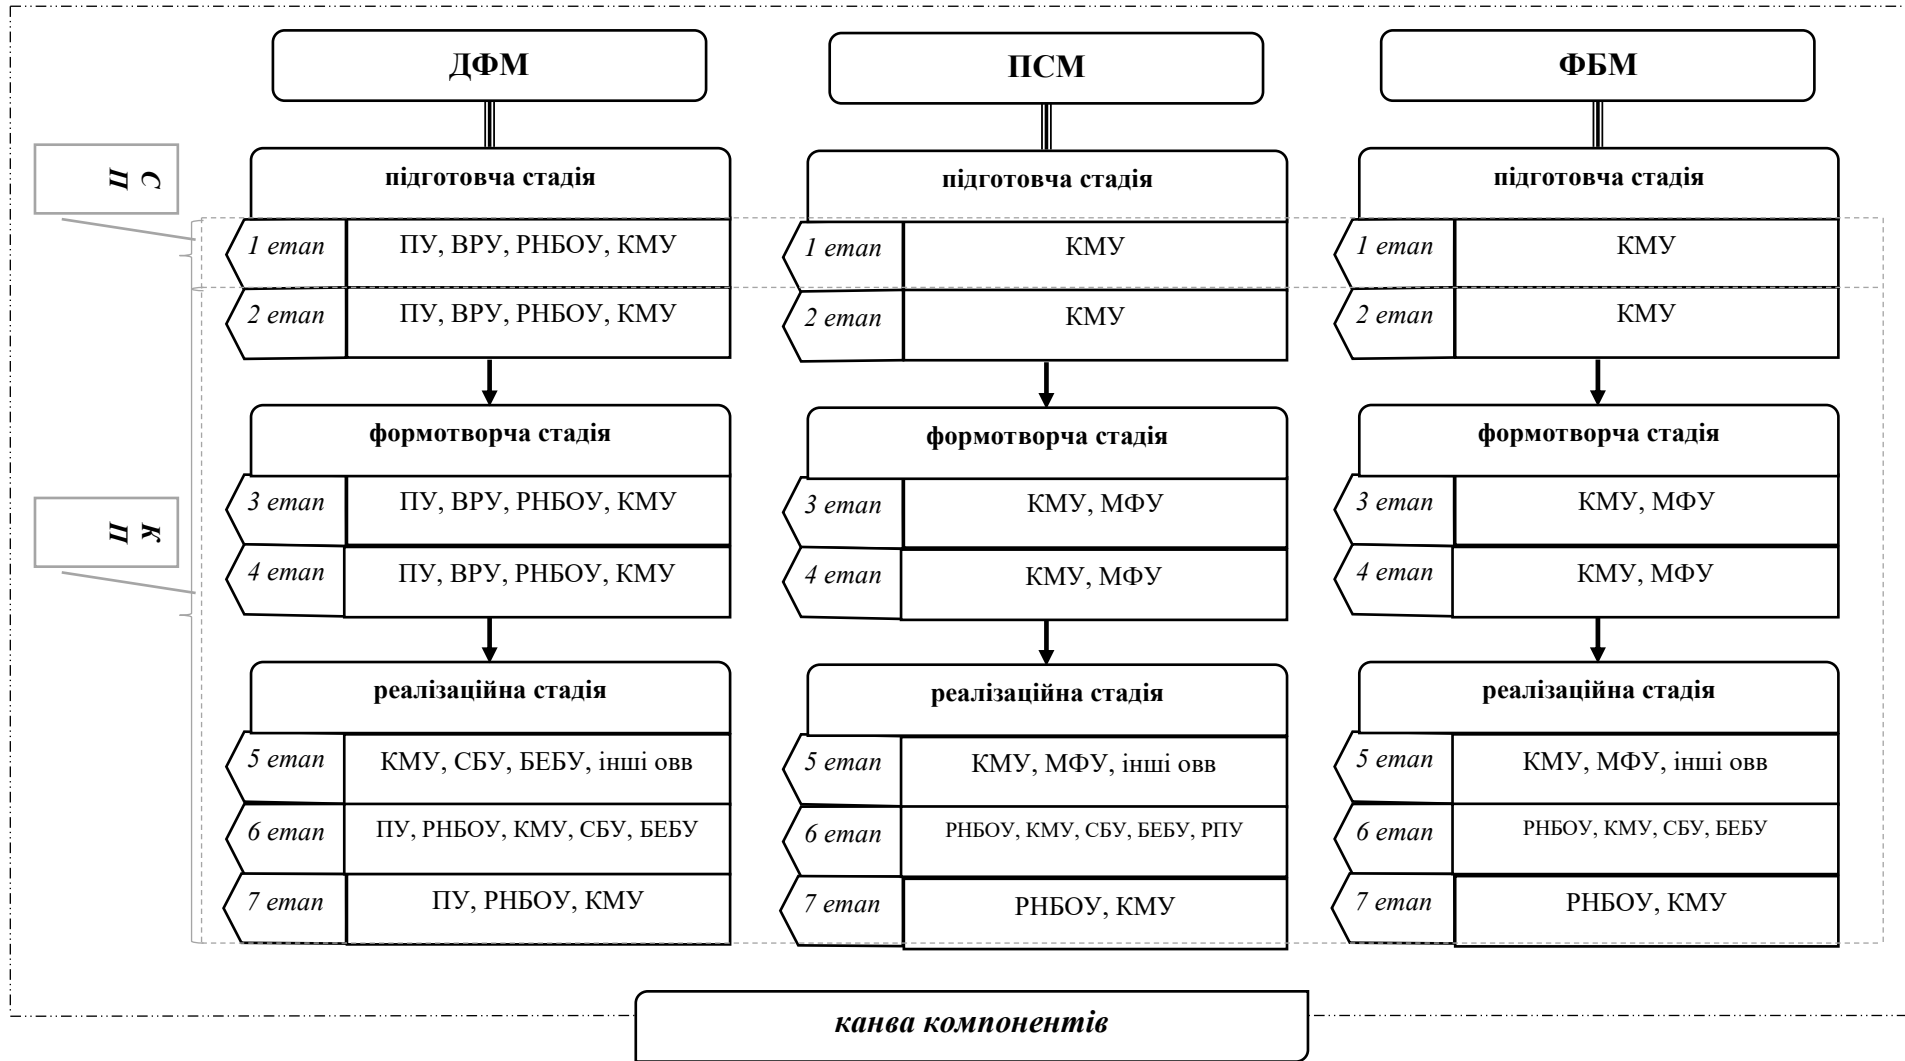 ДФМ
ПСМ
ФБМ
С
П
підготовча стадія
підготовча стадія
підготовча стадія
1 етап
ПУ, ВРУ, РНБОУ, КМУ
1 етап
КМУ
1 етап
КМУ
2 етап
ПУ, ВРУ, РНБОУ, КМУ
2 етап
КМУ
2 етап
КМУ
формотворча стадія
формотворча стадія
формотворча стадія
К
П
3 етап
ПУ, ВРУ, РНБОУ, КМУ
3 етап
КМУ, МФУ
3 етап
КМУ, МФУ
4 етап
ПУ, ВРУ, РНБОУ, КМУ
4 етап
КМУ, МФУ
4 етап
КМУ, МФУ
реалізаційна стадія
реалізаційна стадія
реалізаційна стадія
5 етап
КМУ, СБУ, БЕБУ, інші овв
5 етап
КМУ, МФУ, інші овв
5 етап
КМУ, МФУ, інші овв
6 етап
ПУ, РНБОУ, КМУ, СБУ, БЕБУ
6 етап
РНБОУ, КМУ, СБУ, БЕБУ, РПУ
6 етап
РНБОУ, КМУ, СБУ, БЕБУ
7 етап
ПУ, РНБОУ, КМУ
7 етап
РНБОУ, КМУ
7 етап
РНБОУ, КМУ
канва компонентів